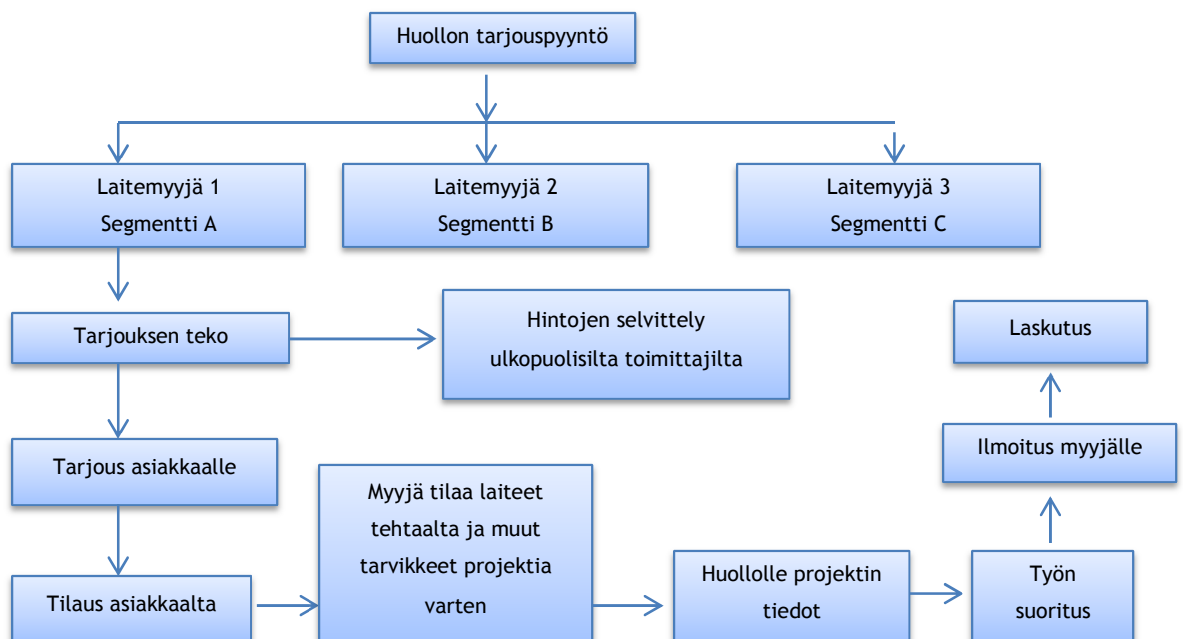 Huollon tarjouspyyntö
Laitemyyjä 1
Segmentti A
Laitemyyjä 2
Segmentti B
Laitemyyjä 3
Segmentti C
Tarjouksen teko
Hintojen selvittely
ulkopuolisilta toimittajilta
Laskutus
Tarjous asiakkaalle
Ilmoitus myyjälle
Tilaus asiakkaalta
Myyjä tilaa laiteet
tehtaalta ja muut
tarvikkeet projektia
varten
Huollolle projektin
tiedot
Työn
suoritus